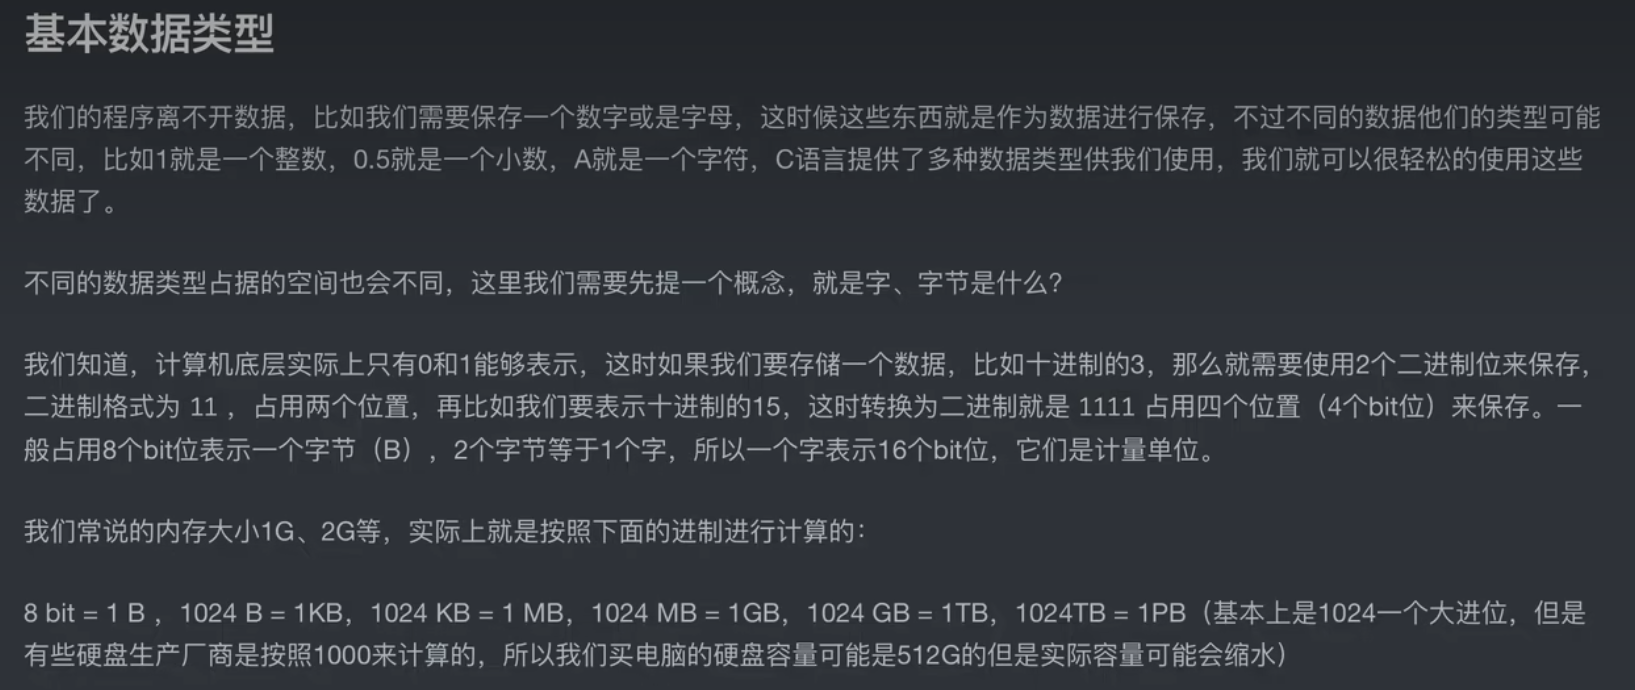 基本数据类型
我们的程序离不开数据，比如我们需要保存一个数字或是字母，这时候这些东西就是作为数据进行保存，不过不同的数据他们的类型可能
不同，比如1就是一个整数，0.5就是一个小数，A就是一个字符，C语言提供了多种数据类型供我们使用，我们就可以很轻松的使用这些
数据了。
不同的数据类型占据的空间也会不同，这里我们需要先提一个概念，就是字、字节是什么？
我们知道，计算机底层实际上只有0和1能够表示，这时如果我们要存储一个数据，比如十进制的3，那么就需要使用2个二进制位来保存，
二进制格式为 11 ，占用两个位置，再比如我们要表示十进制的15，这时转换为二进制就是 1111 占用四个位置（4个bit位）来保存。一
般占用8个bit位表示一个字节（B），2个字节等于1个字，所以一个字表示16个bit位，它们是计量单位。
我们常说的内存大小1G、2G等，实际上就是按照下面的进制进行计算的：
8 bit = 1 B ，1024 B = 1KB，1024 KB = 1 MB，1024 MB = 1GB，1024 GB = 1TB，1024TB = 1PB（基本上是1024一个大进位，但是
有些硬盘生产厂商是按照1000来计算的，所以我们买电脑的硬盘容量可能是512G的但是实际容量可能会缩水）